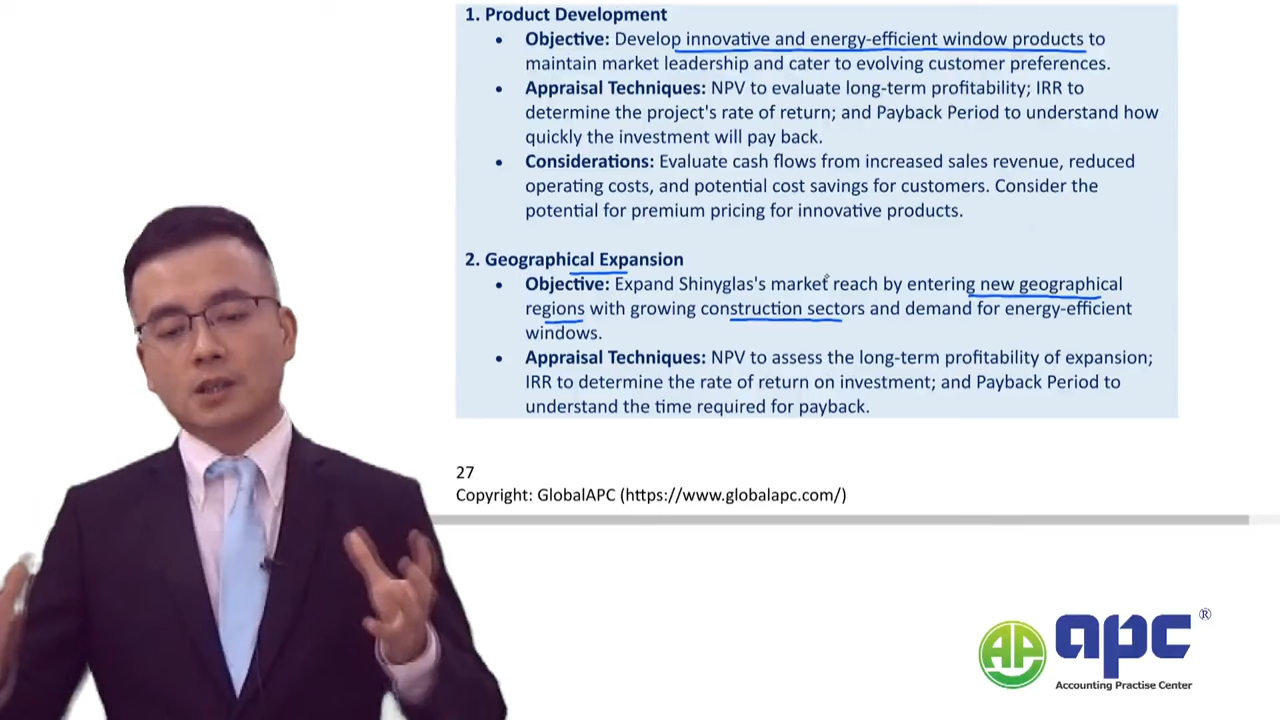 1. Product Development
• Objective: Develop innovative and energy-efficient window products to
maintain market leadership and cater to evolving customer preferences.
• Appraisal Techniques: NPV to evaluate long-term profitability; IRR to
determine the project's rate of return; and Payback Period to understand how
quickly the investment will pay back.
• Considerations: Evaluate cash flows from increased sales revenue, reduced
operating costs, and potential cost savings for customers. Consider the
potential for premium pricing for innovative products.
2. Geographical Expansion
• Objective: Expand Shinyglas's market reach by entering new geographical
regions with growing construction sectors and demand for energy-efficient
windows.
• Appraisal Techniques: NPV to assess the long-term profitability of expansion;
IRR to determine the rate of return on investment; and Payback Period to
understand the time required for payback.
27
Copyright: GlobalAPC (https://www.globalapc.com/)
apc®
Accounting Practise Center